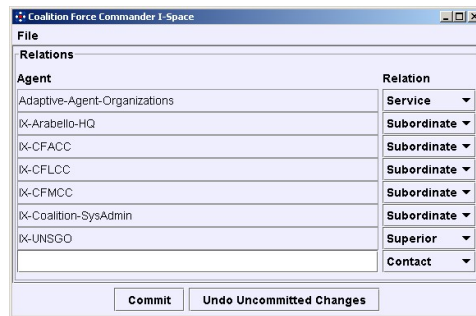 Coalition Force Commander I-Space
File
Relations
Agent Relation
Adaptive-Agent-Organizations Service
IX-Arabello-HQ Subordinate
IX-CFACC Subordinate
IX-CFLCC Subordinate
IX-CFMCC Subordinate
IX-Coalition-SysAdmin Subordinate
IX-UNSGO Superior
Contact
Commit Undo Uncommitted Changes